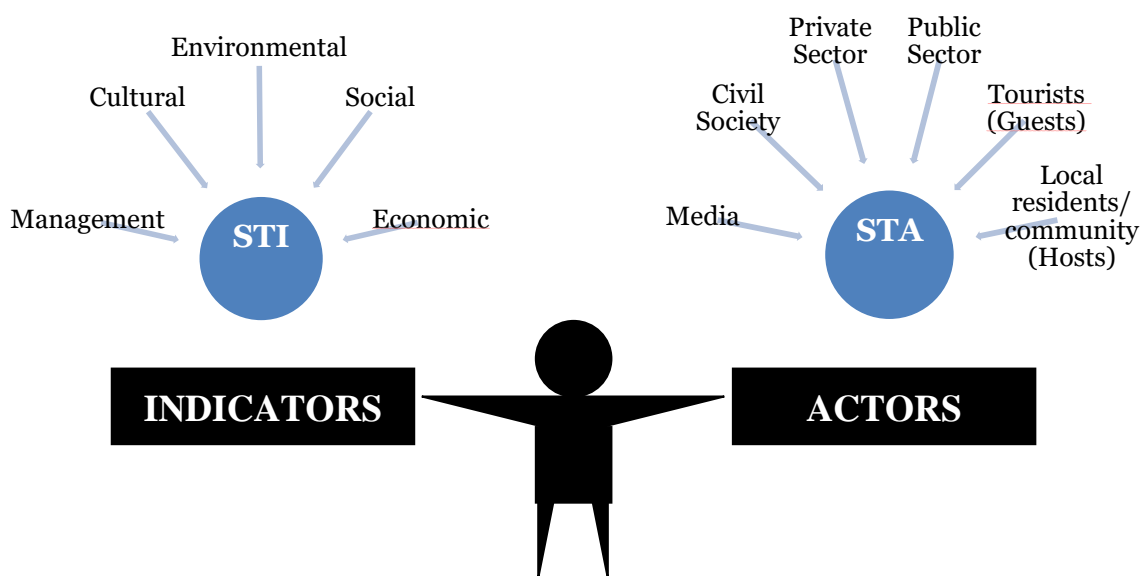 Environmental
Cultural
Social
Management
Economic
STI
Private
Sector
Public
Sector
Civil
Society
Tourists
(Guests)
Media
Local
residents/
community
(Hosts)
STA
INDICATORS
ACTORS